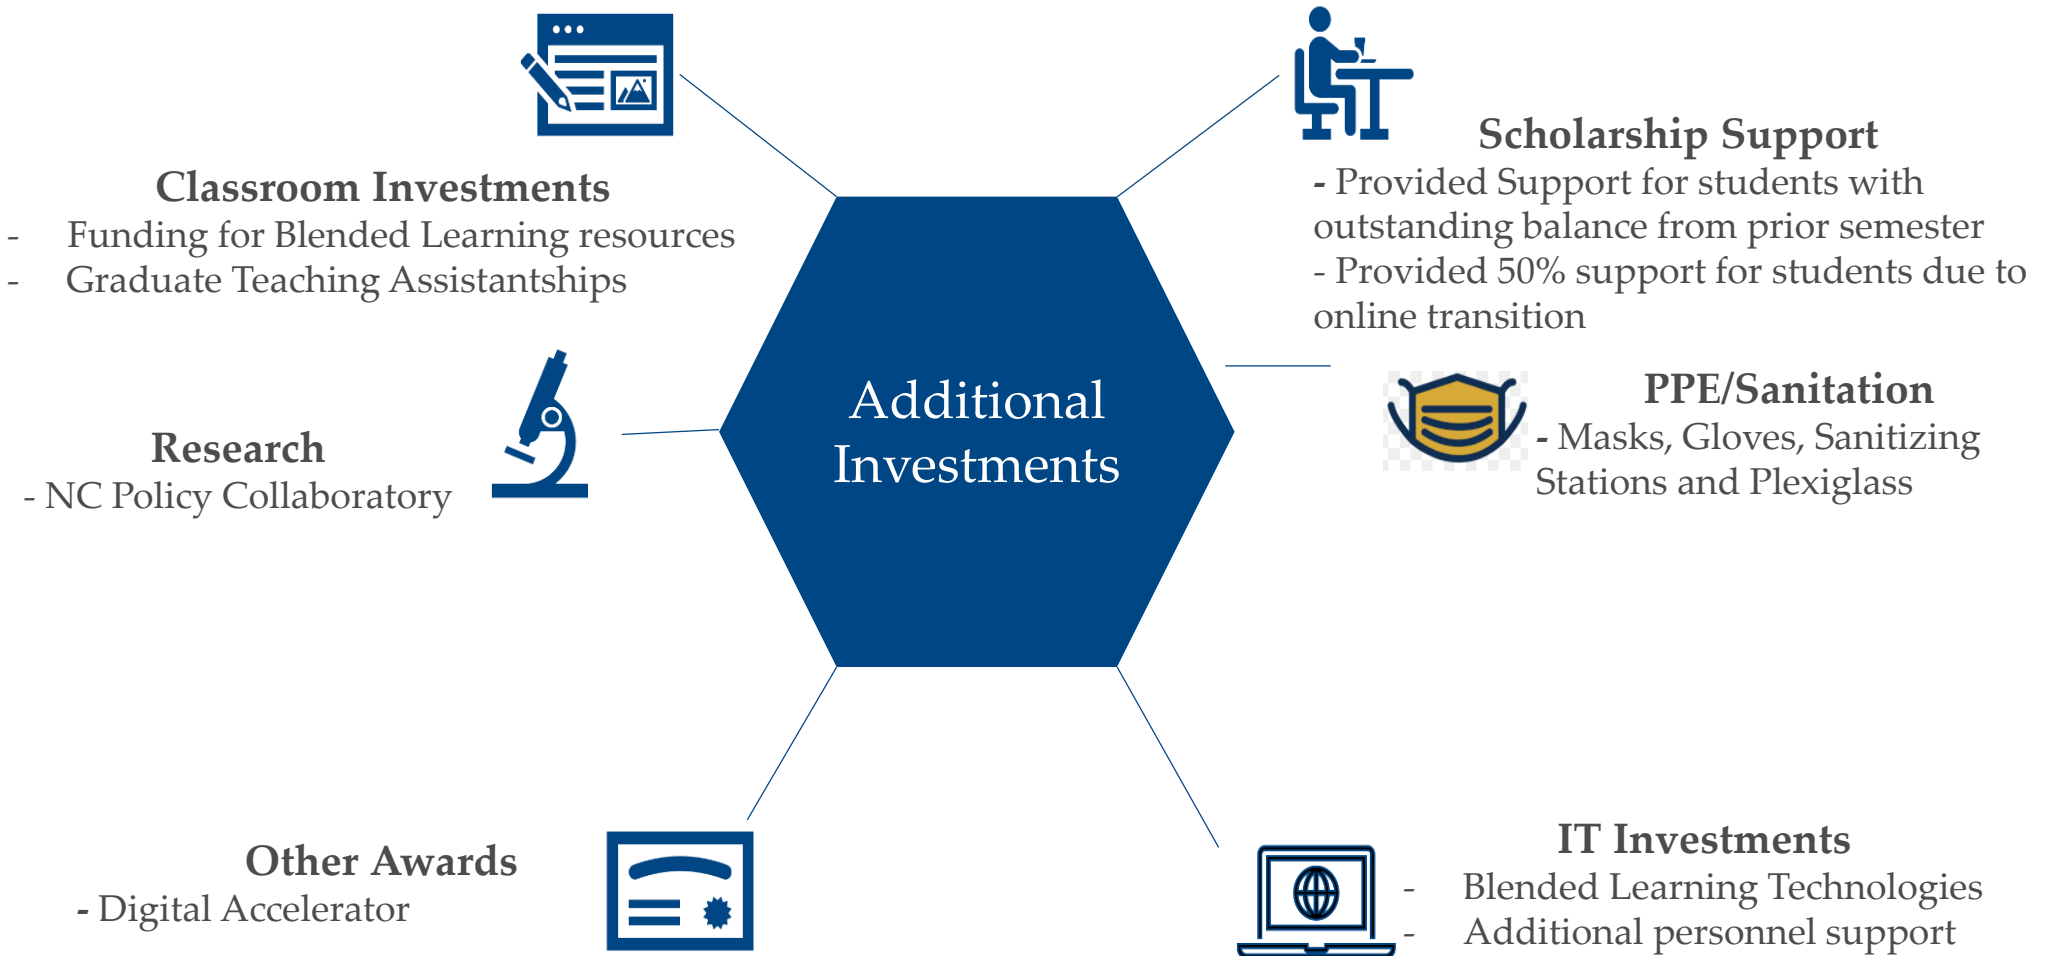 Classroom Investments
- Funding for Blended Learning resources
- Graduate Teaching Assistantships
Research
- NC Policy Collaboratory
Other Awards
- Digital Accelerator
Additional
Investments
Scholarship Support
- Provided Support for students with
outstanding balance from prior semester
- Provided 50% support for students due to
online transition
PPE/Sanitation
- Masks, Gloves, Sanitizing
Stations and Plexiglass
IT Investments
- Blended Learning Technologies
- Additional personnel support